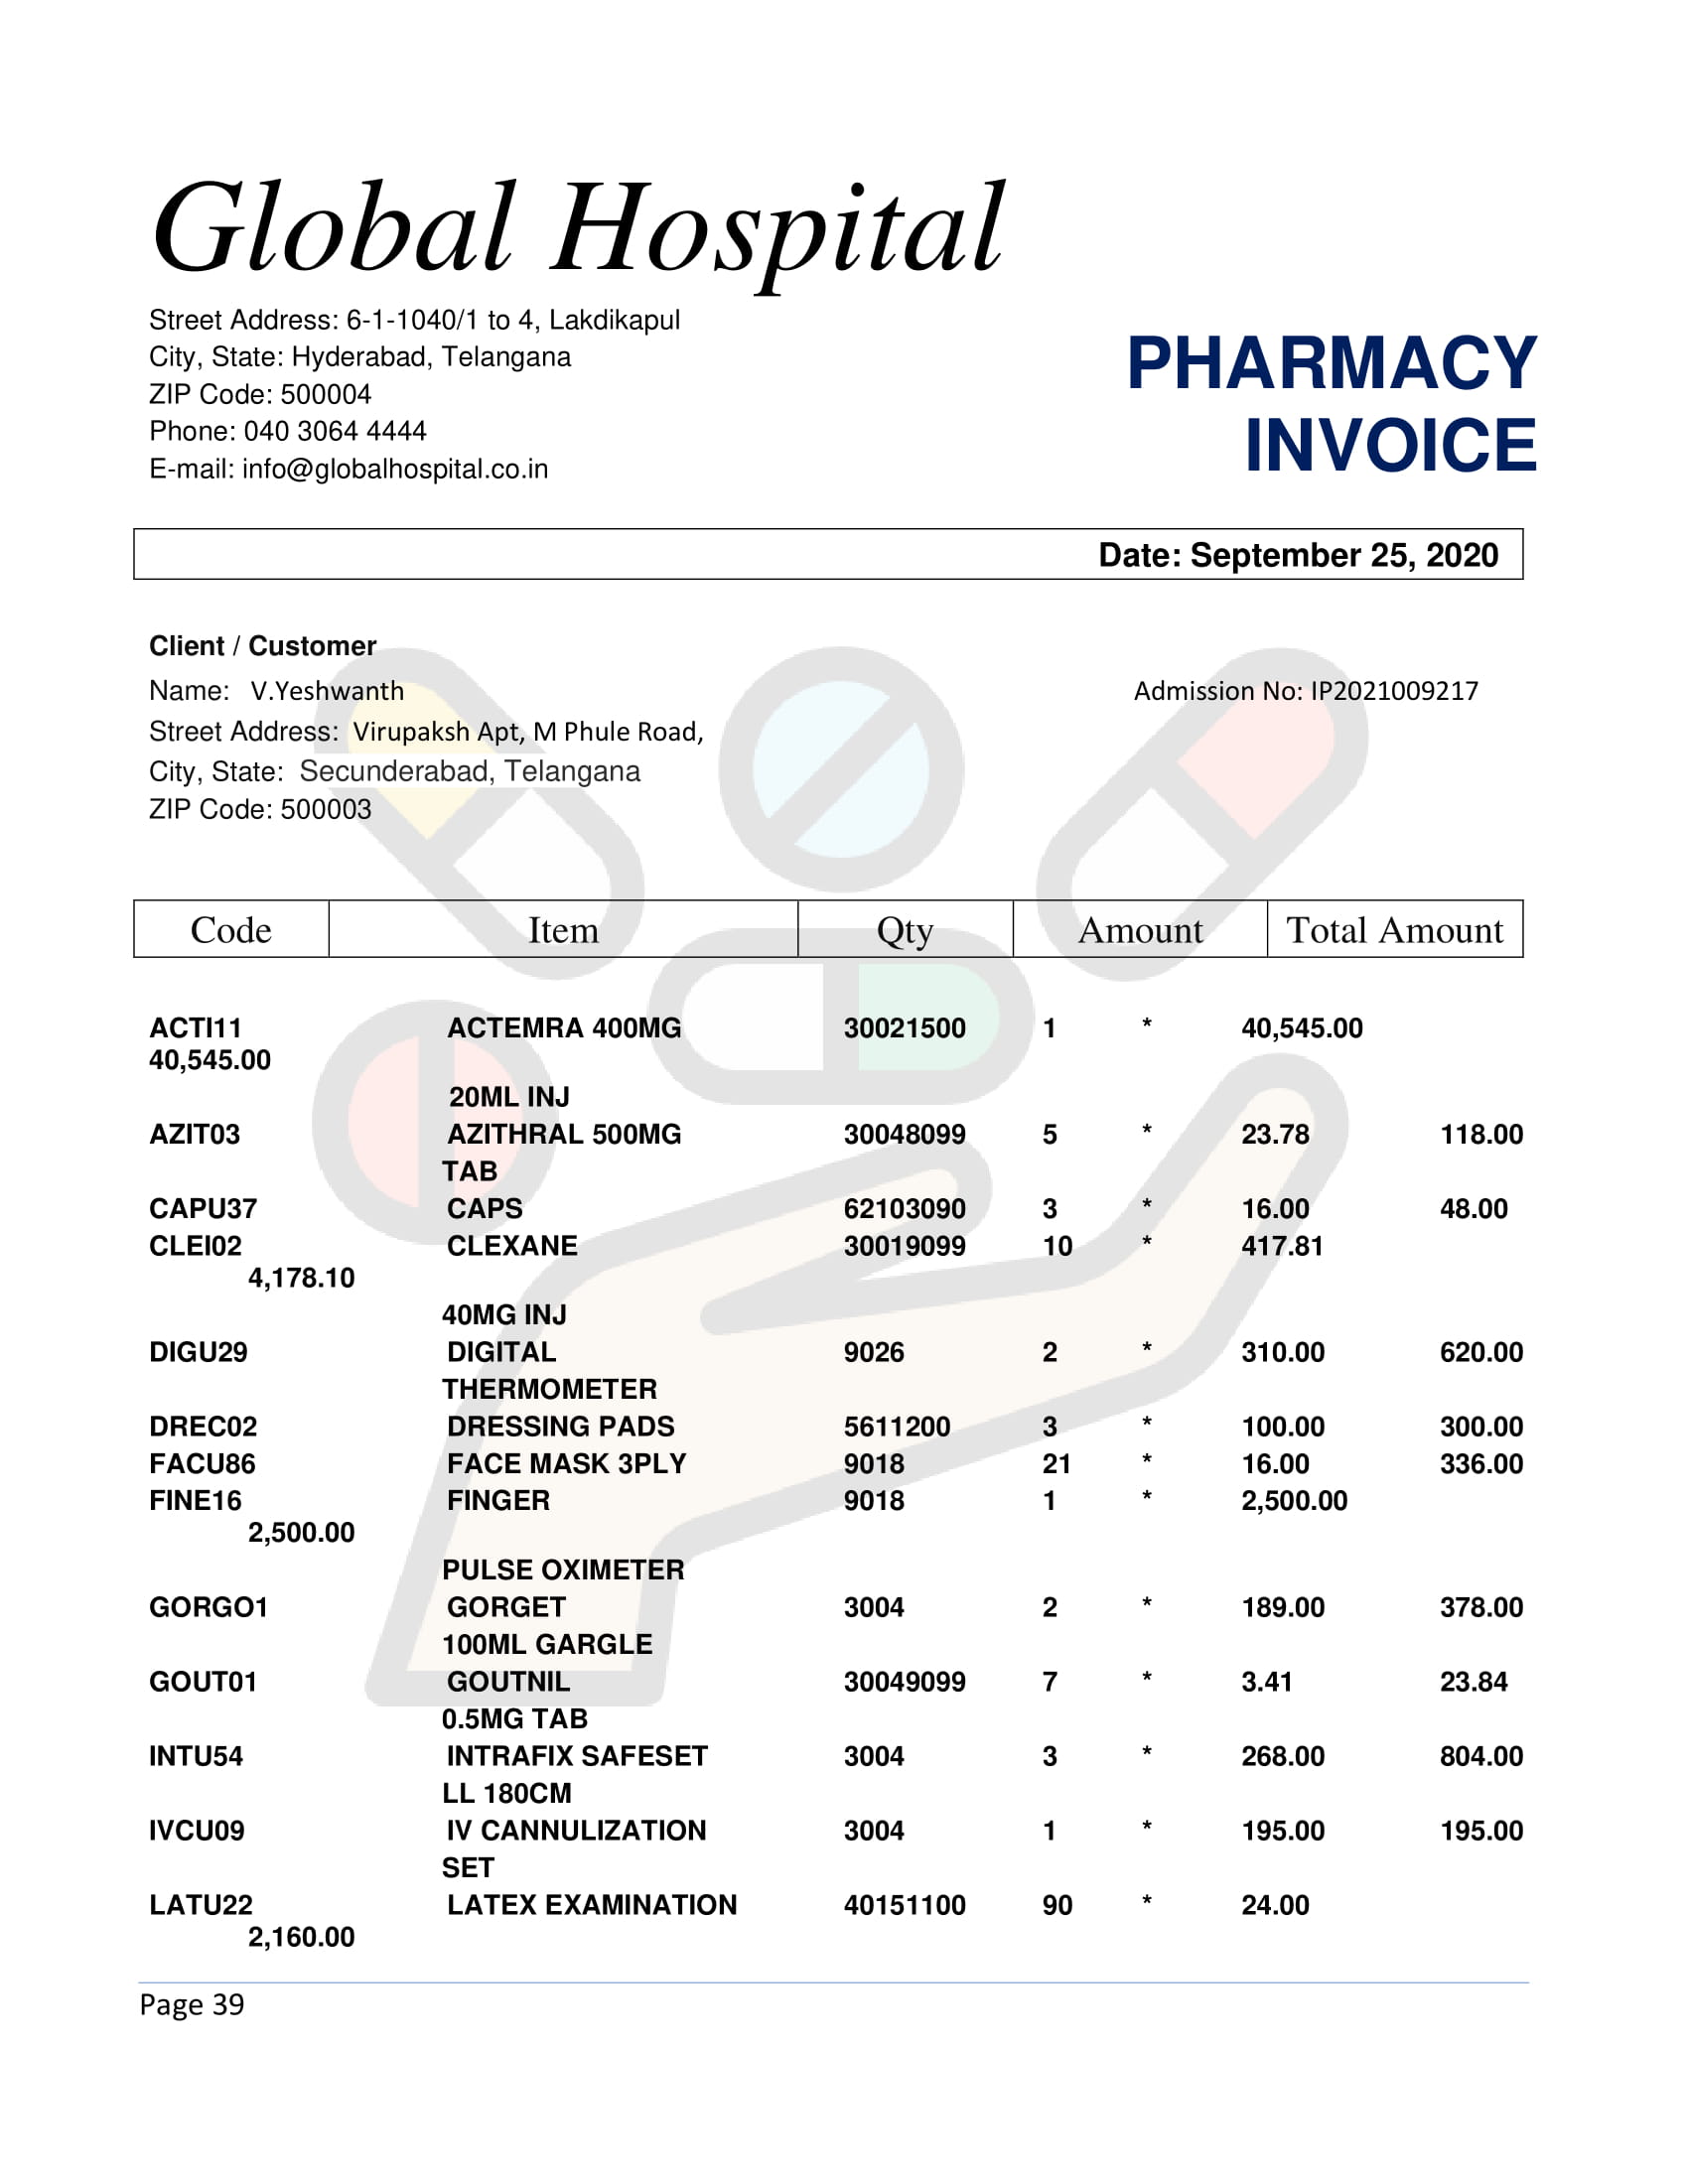 Global Hospital
Street Address: 6-1-1040/1 to 4, Lakdikapul
City, State: Hyderabad, Telangana
ZIP Code: 500004
Phone: 040 3064 4444
E-mail: info@globalhospital.co.in
PHARMACY
INVOICE
Date: September 25, 2020
Client / Customer
Name: V.Yeshwanth Admission No: IP2021009217
Street Address: Virupaksh Apt, M Phule Road,
City, State: Secunderabad, Telangana
ZIP Code: 500003
Code Item Qty Amount Total Amount
ACTI11 ACTEMRA 400MG 30021500 1 * 40,545.00
40,545.00
20ML INJ
AZIT03 AZITHRAL 500MG 30048099 5 * 23.78 118.00
TAB
CAPU37 CAPS 62103090 3 * 16.00 48.00
CLEI02 CLEXANE 30019099 10 * 417.81
4,178.10
40MG INJ
DIGU29 DIGITAL 9026 2 * 310.00 620.00
THERMOMETER
DREC02 DRESSING PADS 5611200 3 * 100.00 300.00
FACU86 FACE MASK 3PLY 9018 21 * 16.00 336.00
FINE16 FINGER 9018 1 * 2,500.00
2,500.00
PULSE OXIMETER
GORGO1 GORGET 3004 2 * 189.00 378.00
100ML GARGLE
GOUT01 GOUTNIL 30049099 7 * 3.41 23.84
0.5MG TAB
INTU54 INTRAFIX SAFESET 3004 3 * 268.00 804.00
LL 180CM
IVCU09 IV CANNULIZATION 3004 1 * 195.00 195.00
SET
LATU22 LATEX EXAMINATION 40151100 90 * 24.00
2,160.00
Page 39